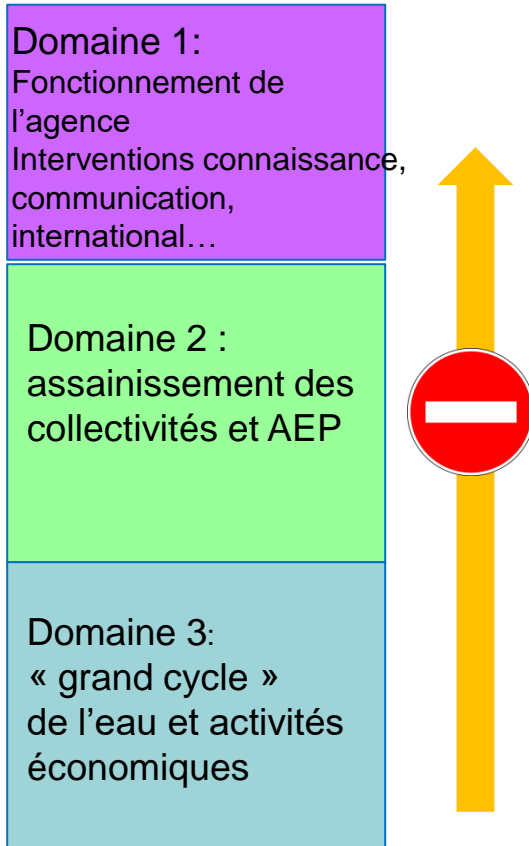 Domaine 1:
Fonctionnement de
l’agence
Interventions connaissance,
communication,
international…
Domaine 2 :
assainissement des
collectivités et AEP
Domaine 3:
« grand cycle »
de l’eau et activités
économiques